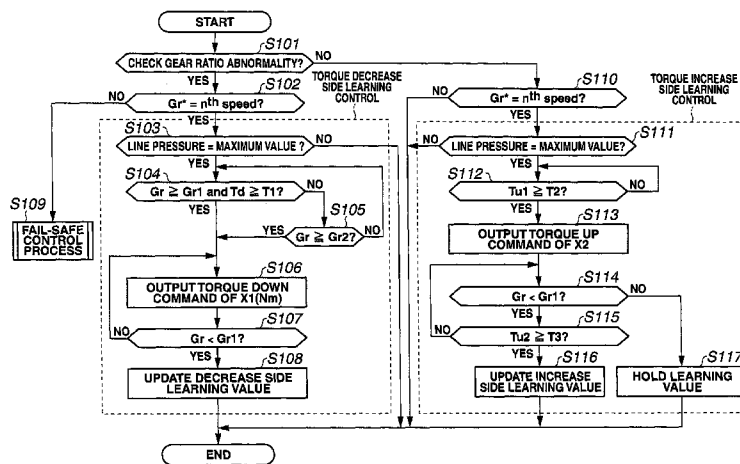 START
S101
CHECK GEAR RATIO ABNORMALITY?
NO
YES
S102
TORQUE DECREASE
SIDE LEARNING
CONTROL
NO
Gr* = nth speed?
YES
S103
LINE PRESSURE = MAXIMUM VALUE ?
NO
YES
S104
Gr ≧ Gr1 and Td ≧ T1?
NO
YES
S105
Gr ≧ Gr2?
YES
NO
S109
FAIL-SAFE
CONTROL
PROCESS
S106
OUTPUT TORQUE DOWN
COMMAND OF X1(Nm)
S107
NO
Gr < Gr1?
YES
S108
UPDATE DECREASE SIDE
LEARNING VALUE
END
S110
NO
Gr* = nth speed?
YES
TORQUE INCREASE
SIDE LEARNING
CONTROL
S111
NO
LINE PRESSURE = MAXIMUM VALUE?
YES
S112
Tu1 ≧ T2?
NO
YES
S113
OUTPUT TORQUE UP
COMMAND OF X2
S114
Gr < Gr1?
NO
YES
S115
NO
Tu2 ≧ T3?
YES
S116
UPDATE INCREASE
SIDE LEARNING VALUE
S117
HOLD LEARNING
VALUE